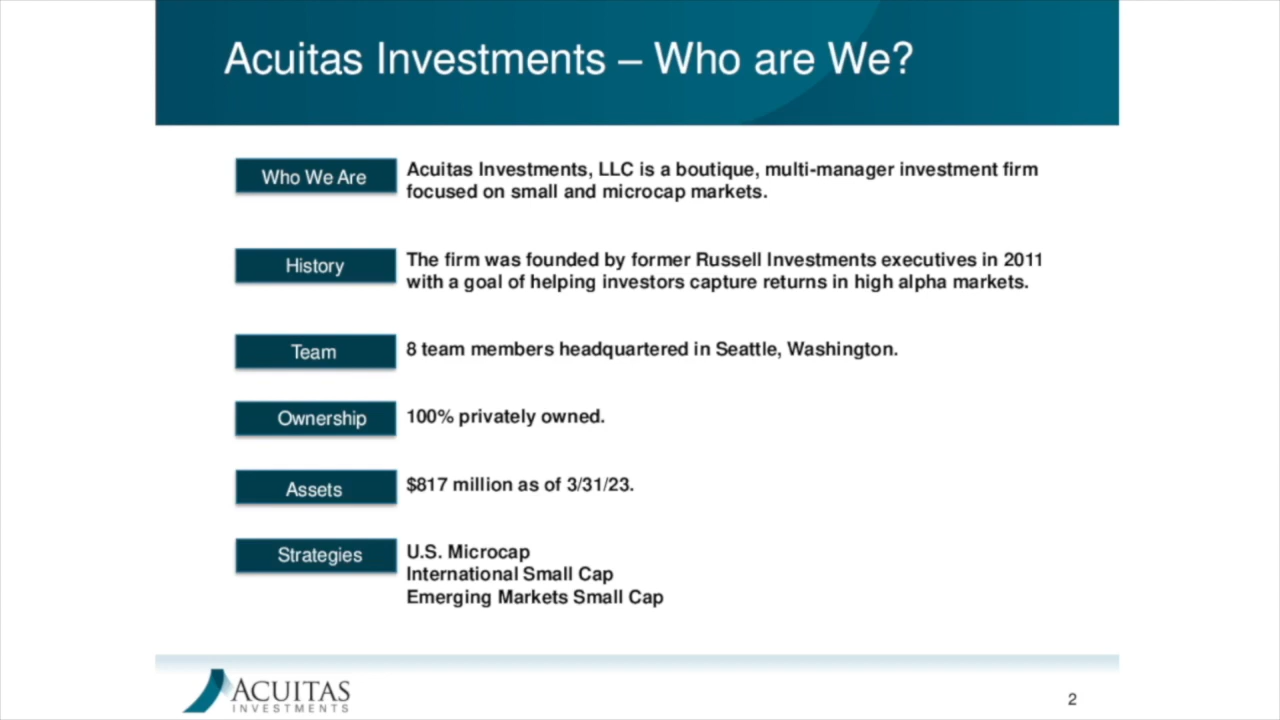 Acuitas Investments – Who are We?
Who We Are
Acuitas Investments, LLC is a boutique, multi-manager investment firm
focused on small and microcap markets.
History
The firm was founded by former Russell Investments executives in 2011
with a goal of helping investors capture returns in high alpha markets.
Team
8 team members headquartered in Seattle, Washington.
Ownership
100% privately owned.
Assets
$817 million as of 3/31/23.
Strategies
U.S. Microcap
International Small Cap
Emerging Markets Small Cap
ACUITAS
INVESTMENTS
2